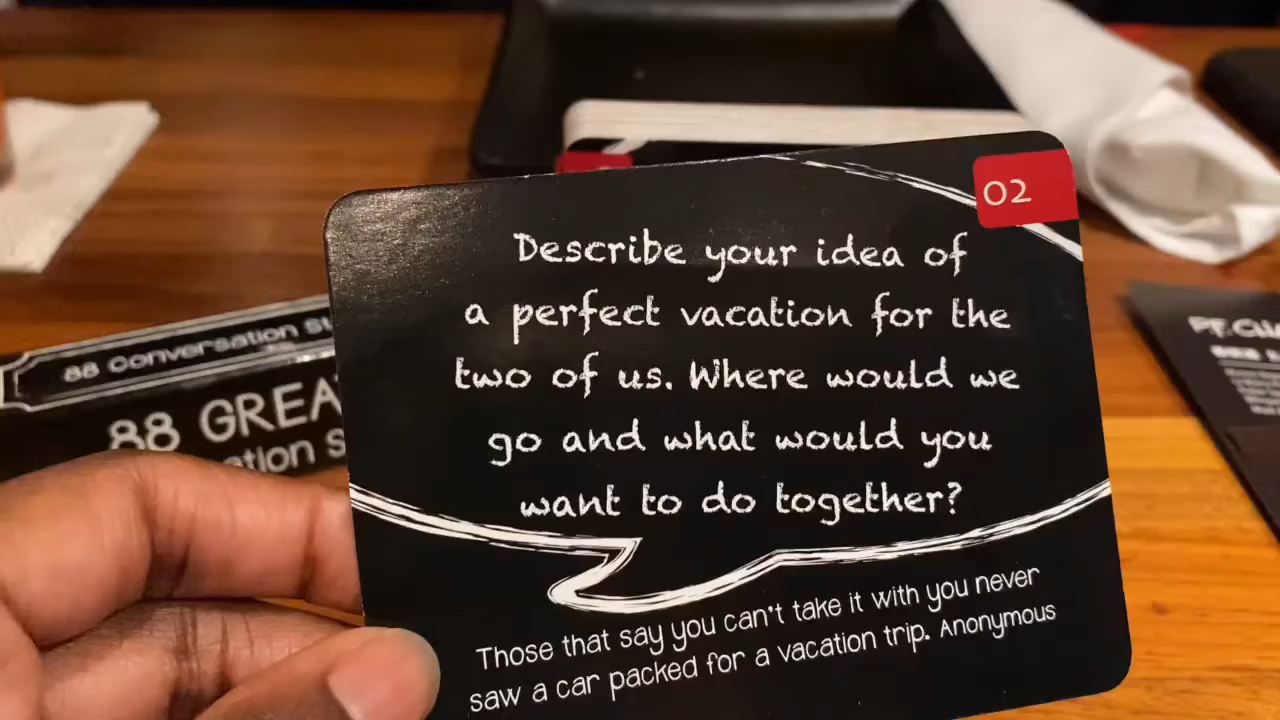 02
Describe your idea of
a perfect vacation for the
two of us. Where would we
go and what would you
want to do together?
Those that say you can't take it with you never
saw a car packed for a vacation trip. Anonymous
88 Conversation
88